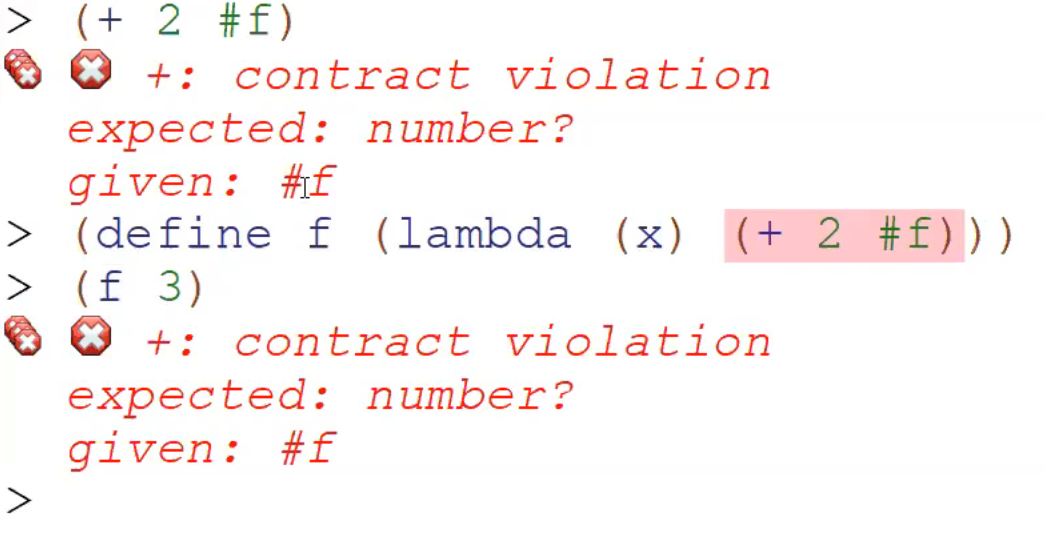 > (+ 2 #f)
+: contract violation
expected: number?
given: #f
> (define f (lambda (x) (+ 2 #f)))
> (f 3)
+: contract violation
expected: number?
given: #f
>